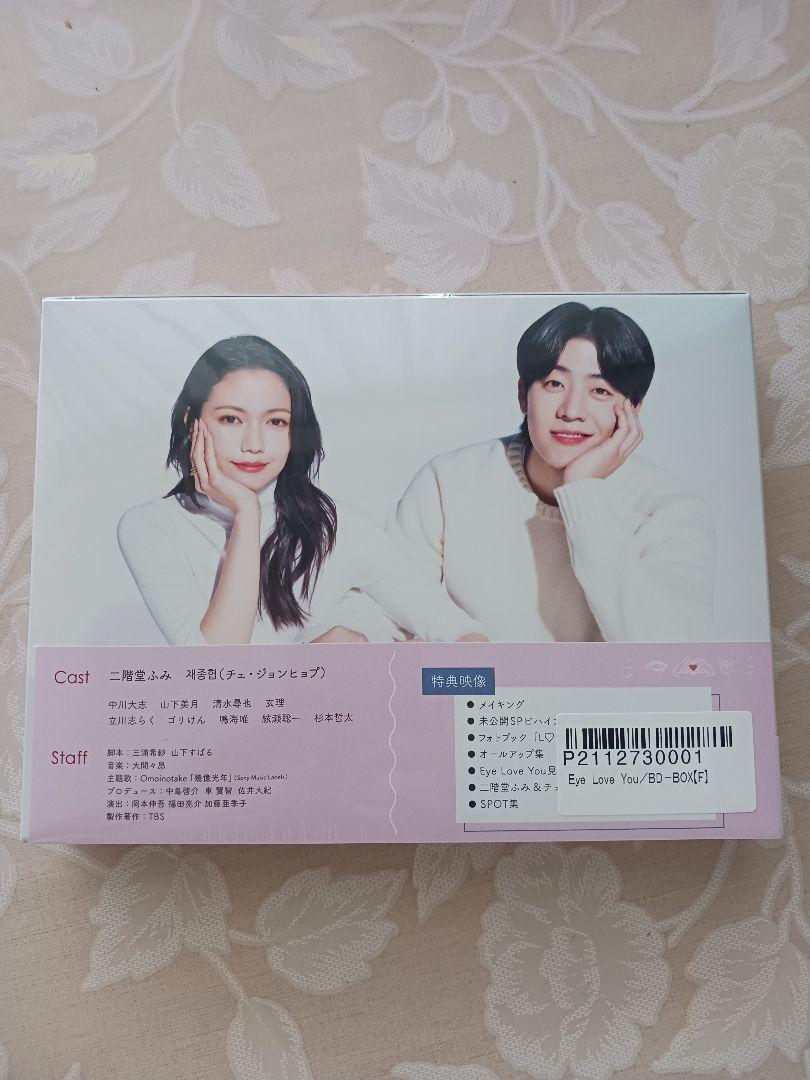 Cast 二階堂ふみ 채종협(チェ・ジョンヒョプ)
中川大志 山下美月 清水尋也 玄理
立川志らく ゴリけん 鳴海唯 絃瀬聡一 杉本哲太
Staff 脚本:三浦希紗 山下すばる
音楽:大間々昂
主題歌:Omoinotake「幾億光年」(Sony Music Labels)
プロデュース:中島啓介 車 賢智 佐井大紀
演出:岡本伸吾 福田亮介 加藤亜季子
製作著作:TBS
特典映像
● メイキング
● 未公開SPビハイン
● フォトブック「L♡
● オールアップ集
● Eye Love You見
● 二階堂ふみ&チェ
● SPOT集
P2112730001
Eye Love You/BD-BOX【F】